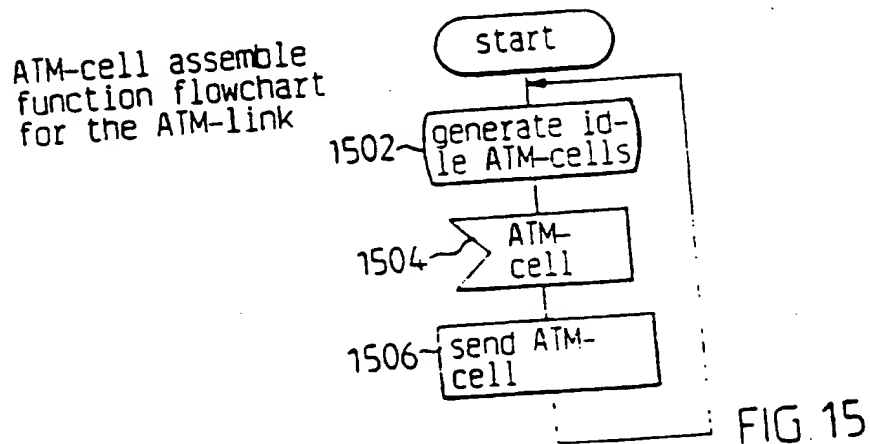 ATM-cell assemble
function flowchart
for the ATM-link
start
1502
generate id-
le ATM-cells
1504
ATM-
cell
1506
send ATM-
cell
FIG. 15